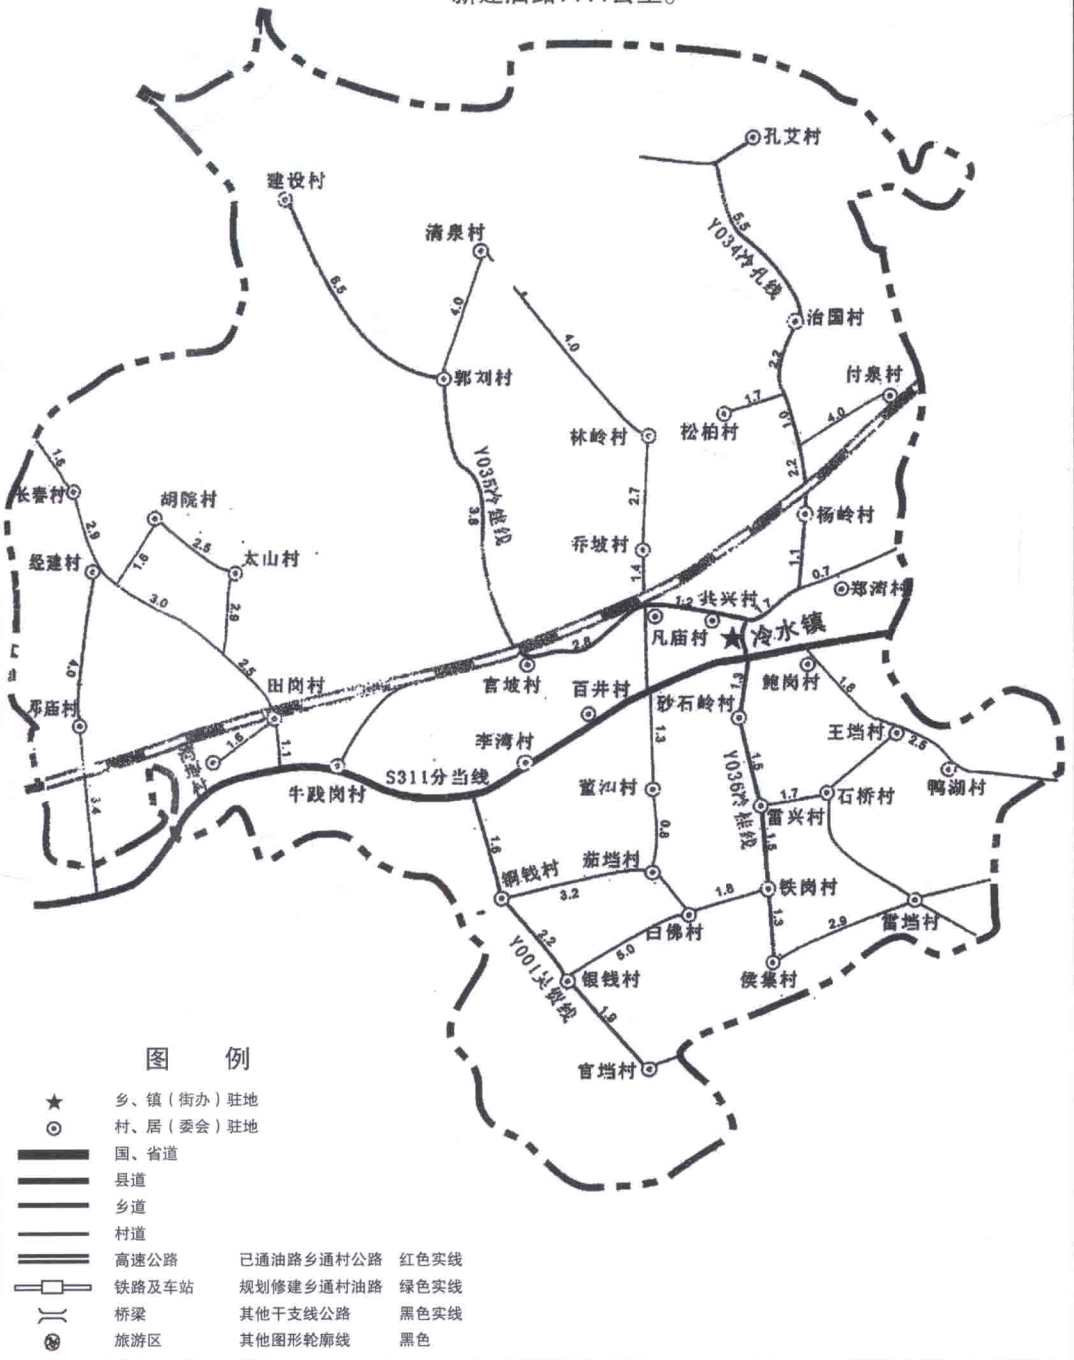 孔艾村
建设村
5.5
清泉村
Y034冷孔线
6.5
4.0
治国村
4.0
2.2
付泉村
郭刘村
1.7
1.0
4.0
林岭村
松柏村
1.5
Y035冷建线
2.2
长春村
胡院村
2.7
3.8
杨岭村
2.9
2.5
乔坡村
太山村
经建村
1.6
1.4
1.1
0.7
郑湾村
3.0
2.9
1.2
共兴村
1.7
凡庙村
冷水镇
2.8
4.0
2.5
田岗村
官坡村
百井村
1.3
鲍岗村
1.8
砂石岭村
邓庙村
王垱村
1.6
1.1
李湾村
1.3
2.5
S311分当线
1.5
牛践岗村
董汕村
鸭湖村
Y036冷桂线
1.7
石桥村
3.4
雷兴村
1.6
0.8
1.5
茄垱村
铜钱村
3.2
1.8
铁岗村
1.3
2.9
雷垱村
白佛村
2.2
5.0
Y001吴贺线
银钱村
侯集村
1.9
官垱村
图 例
乡、镇（街办）驻地
村、居（委会）驻地
国、省道
县道
乡道
村道
高速公路 已通油路乡通村公路 红色实线
铁路及车站 规划修建乡通村油路 绿色实线
桥梁 其他干支线公路 黑色实线
旅游区 其他图形轮廓线 黑色